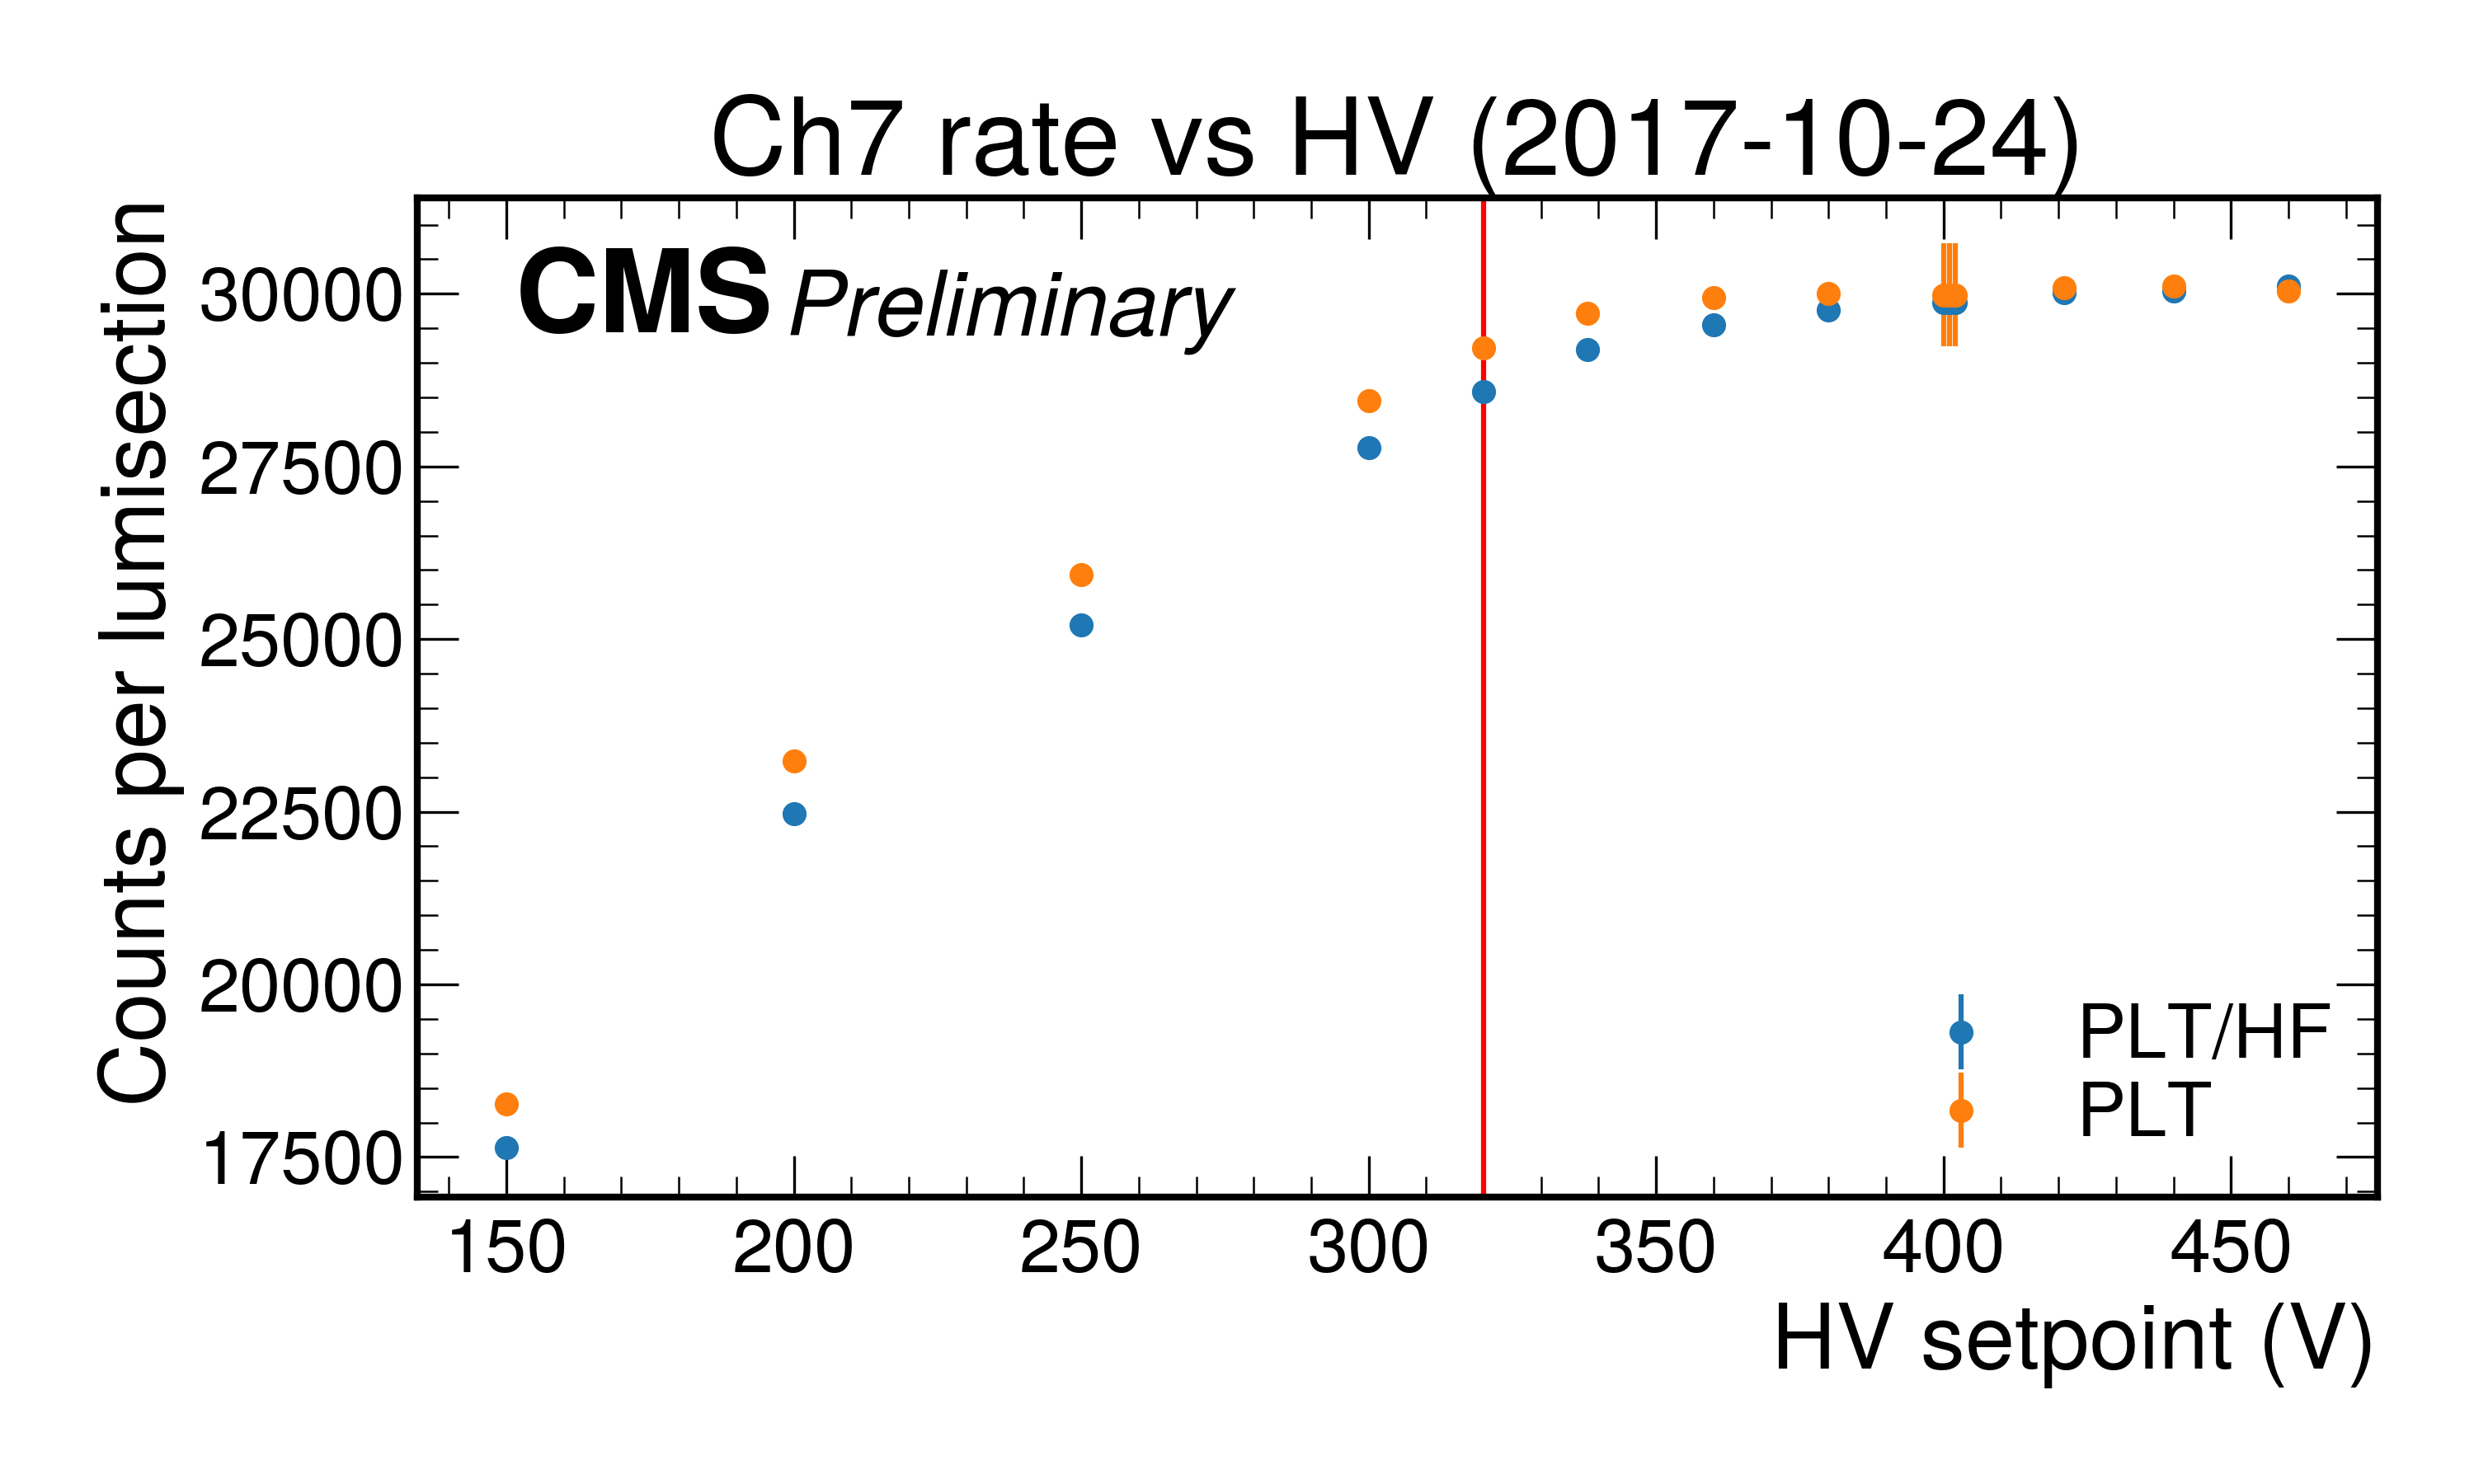 Ch7 rate vs HV (2017-10-24)
CMS Preliminary
Counts per lumisection
30000
27500
25000
22500
20000
17500
PLT/HF
PLT
150 200 250 300 350 400 450
HV setpoint (V)